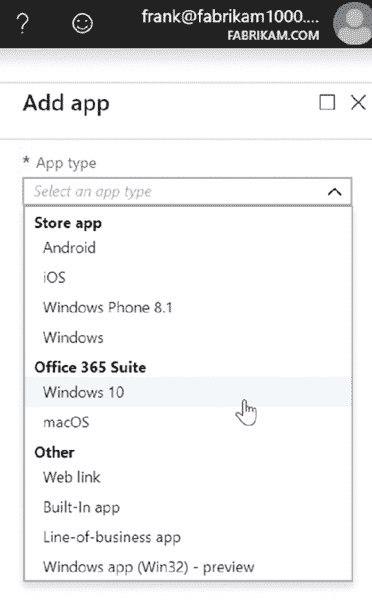 ?
frank@fabrikam1000....
FABRIKAM.COM
Add app
* App type
Select an app type
Store app
Android
iOS
Windows Phone 8.1
Windows
Office 365 Suite
Windows 10
macOS
Other
Web link
Built-In app
Line-of-business app
Windows app (Win32) - preview